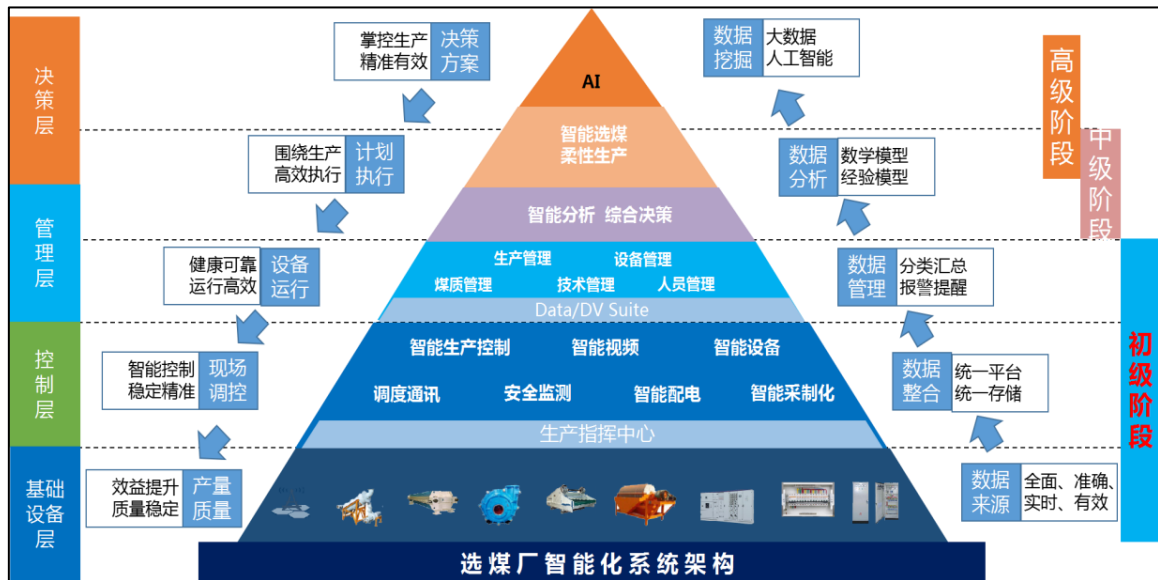 决策层
管理层
控制层
基础
设备层
掌控生产
精准有效
决策
方案
围绕生产
高效执行
计划
执行
健康可靠
运行高效
设备
运行
智能控制
稳定精准
现场
调控
效益提升
质量稳定
产量
质量
AI
智能选煤
柔性生产
智能分析 综合决策
生产管理 设备管理
煤质管理 技术管理 人员管理
Data/DV Suite
智能生产控制 智能视频 智能设备
调度通讯 安全监测 智能配电 智能采制化
生产指挥中心
选煤厂智能化系统架构
数据
挖掘
大数据
人工智能
数据
分析
数学模型
经验模型
数据
管理
分类汇总
报警提醒
数据
整合
统一平台
统一存储
数据
来源
全面、准确、
实时、有效
高级阶段
中级阶段
初级阶段